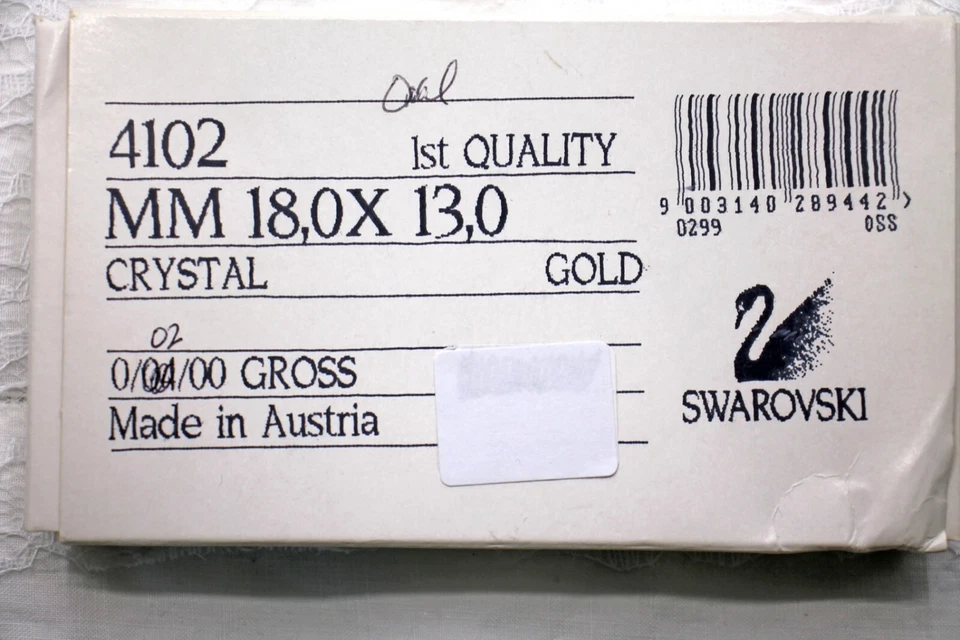 Oval
4102 1st QUALITY
MM 18,0X 13,0
CRYSTAL GOLD
02
0/04/00 GROSS
Made in Austria
9 003140 289442 >
0299 0SS
SWAROVSKI